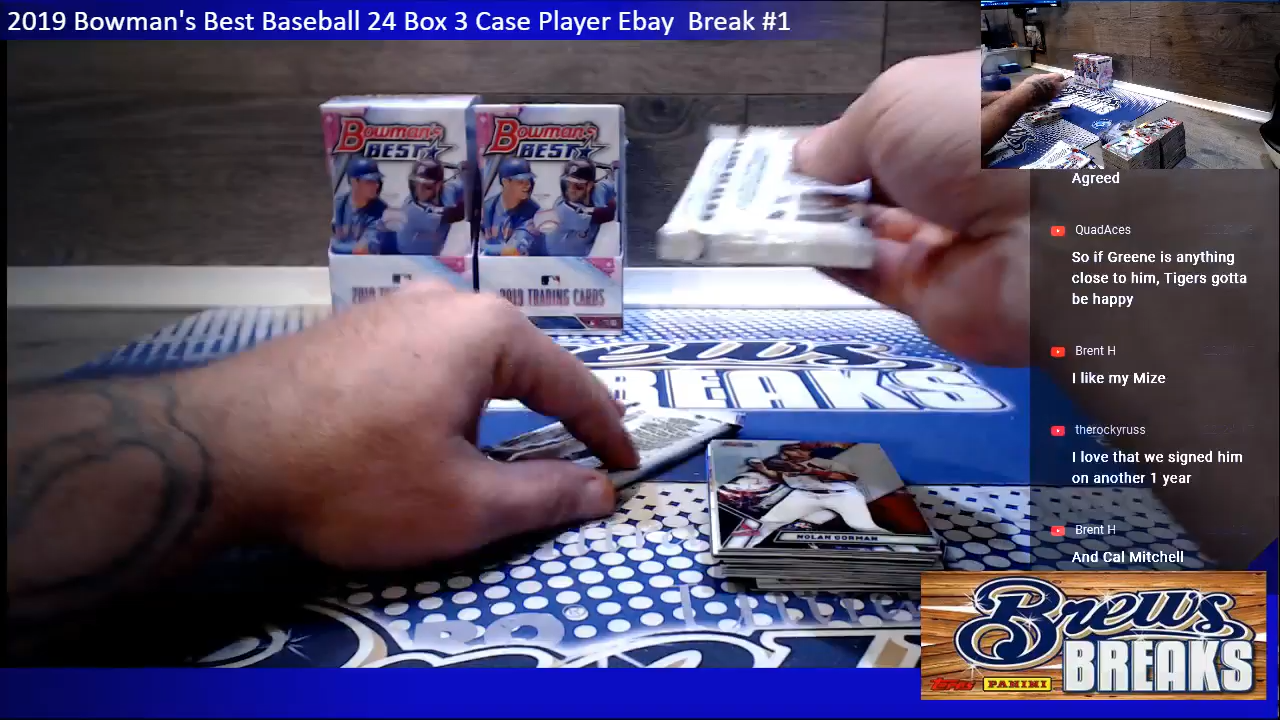 2019 Bowman's Best Baseball 24 Box 3 Case Player Ebay  Break #1
BOWMAN'S
BEST
BOWMAN'S
BEST
2019 TRADING CARDS
Brews
BREAKS
NOLAN GORMAN
Agreed
QuadAces
So if Greene is anything
close to him, Tigers gotta
be happy
Brent H
I like my Mize
therockyruss
I love that we signed him
on another 1 year
Brent H
And Cal Mitchell
Brews
BREAKS
Topps PANINI